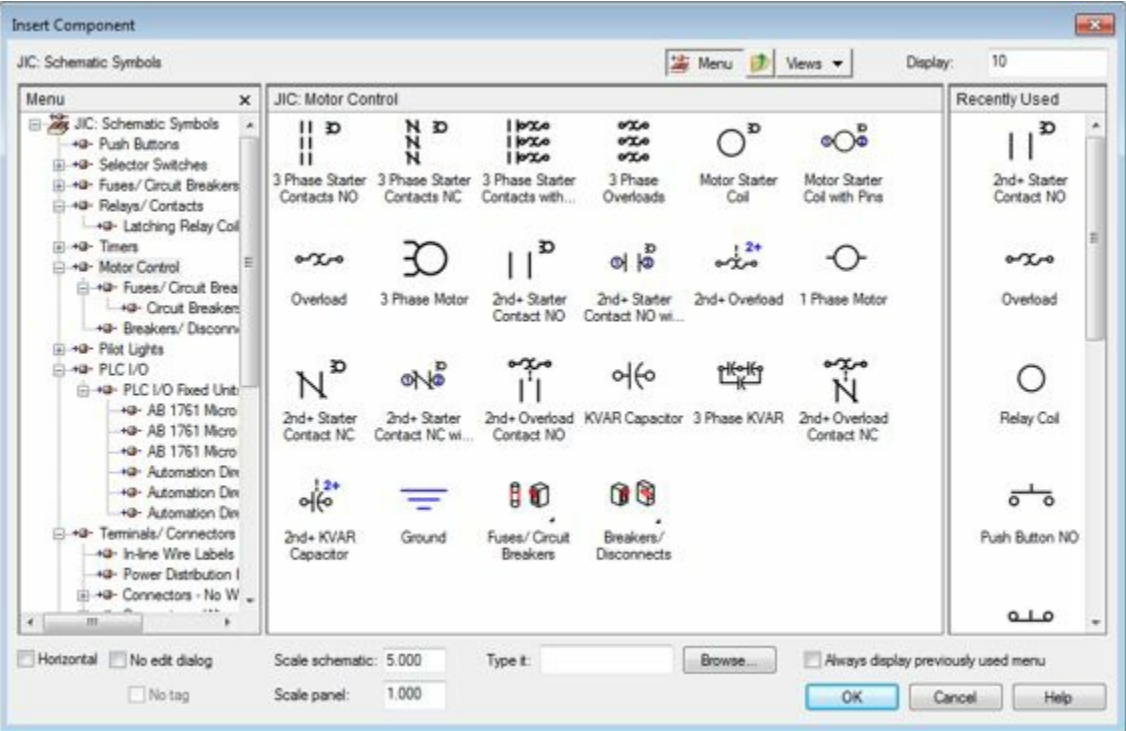 Insert Component
JIC: Schematic Symbols
Menu
Views
Display:
10
Menu
x
JIC: Schematic Symbols
Push Buttons
Selector Switches
Fuses/ Circuit Breakers
Relays/ Contacts
Latching Relay Coil
Timers
Motor Control
Fuses/ Circuit Brea
Circuit Breakers
Breakers/ Disconn
Pilot Lights
PLC I/O
PLC I/O Fixed Units
AB 1761 Micro
AB 1761 Micro
AB 1761 Micro
Automation Dire
Automation Dire
Automation Dire
Terminals/ Connectors
In-line Wire Labels
Power Distribution
Connectors - No W
JIC: Motor Control
3 Phase Starter
Contacts NO
3 Phase Starter
Contacts NC
3 Phase Starter
Contacts with...
3 Phase
Overloads
Motor Starter
Coil
Motor Starter
Coil with Pins
Overload
3 Phase Motor
2nd+ Starter
Contact NO
2nd+ Starter
Contact NO wi...
2+
2nd+ Overload
1 Phase Motor
2nd+ Starter
Contact NC
2nd+ Starter
Contact NC wi...
2nd+ Overload
Contact NO
KVAR Capacitor
3 Phase KVAR
2nd+ Overload
Contact NC
2+
2nd+ KVAR
Capacitor
Ground
Fuses/ Circuit
Breakers
Breakers/
Disconnects
Recently Used
2nd+ Starter
Contact NO
Overload
Relay Coil
Push Button NO
Horizontal
No edit dialog
No tag
Scale schematic: 5.000
Scale panel: 1.000
Type it:
Browse...
Always display previously used menu
OK
Cancel
Help